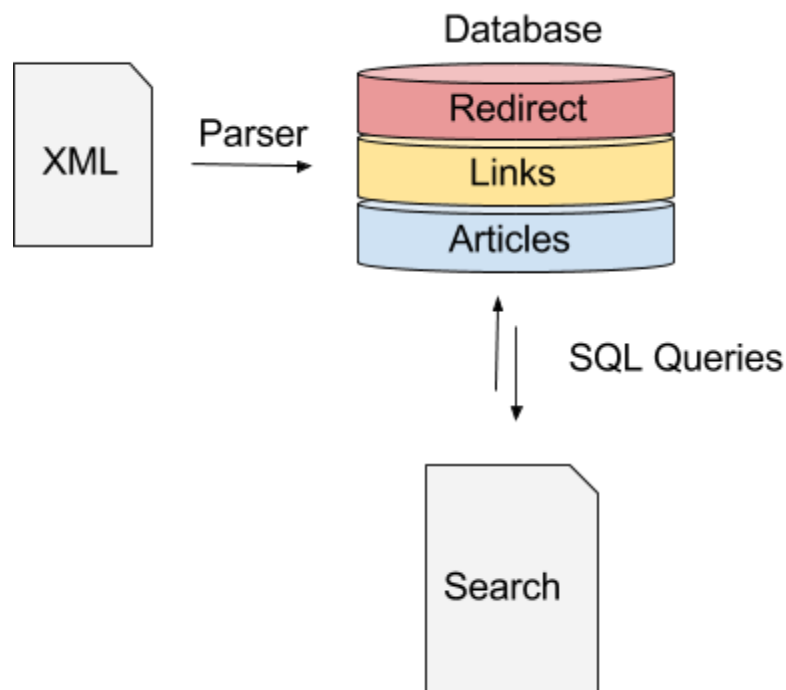 Database
Redirect
XML
Parser
Links
Articles
SQL Queries
Search